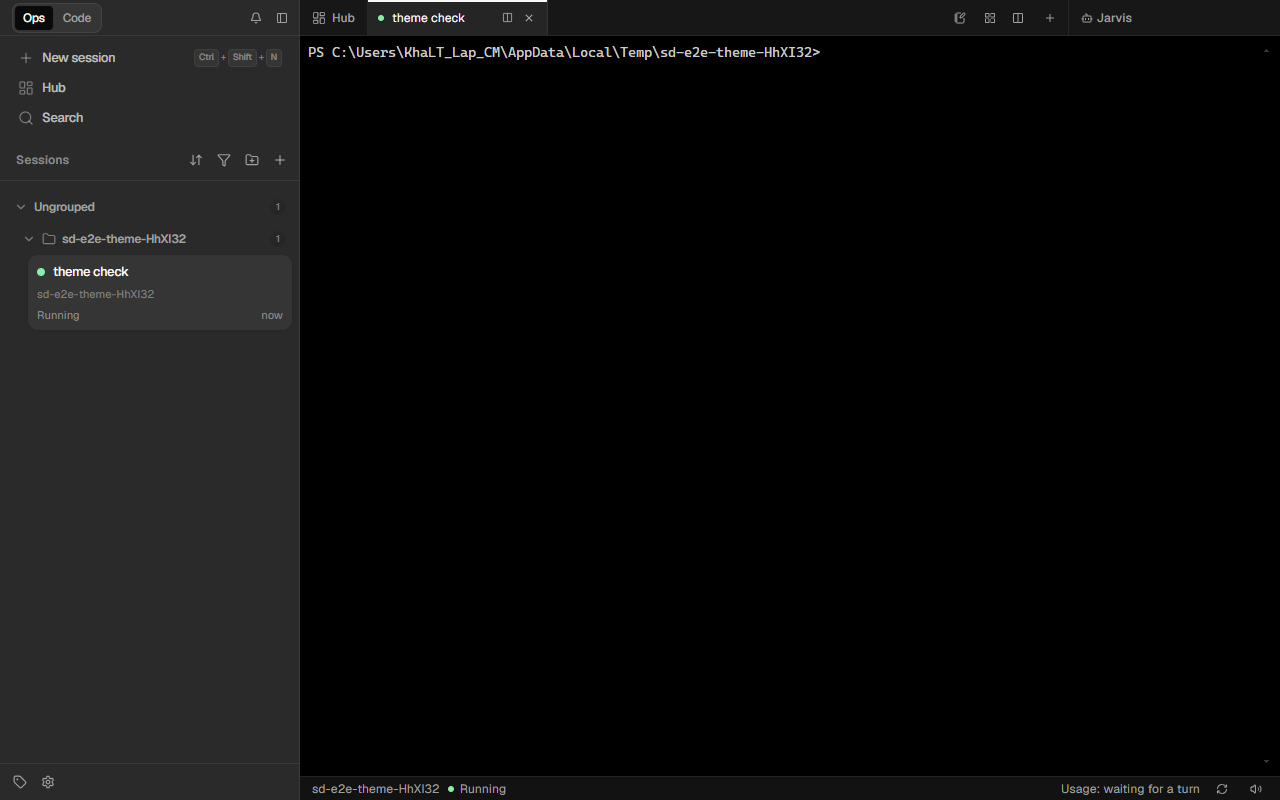 Ops Code
Hub
theme check
Jarvis
New session Ctrl + Shift + N
Hub
Search
Sessions
Ungrouped 1
sd-e2e-theme-HhXI32 1
theme check
sd-e2e-theme-HhXI32
Running now
PS C:\Users\KhaLT_Lap_CM\AppData\Local\Temp\sd-e2e-theme-HhXI32>
sd-e2e-theme-HhXI32 Running
Usage: waiting for a turn